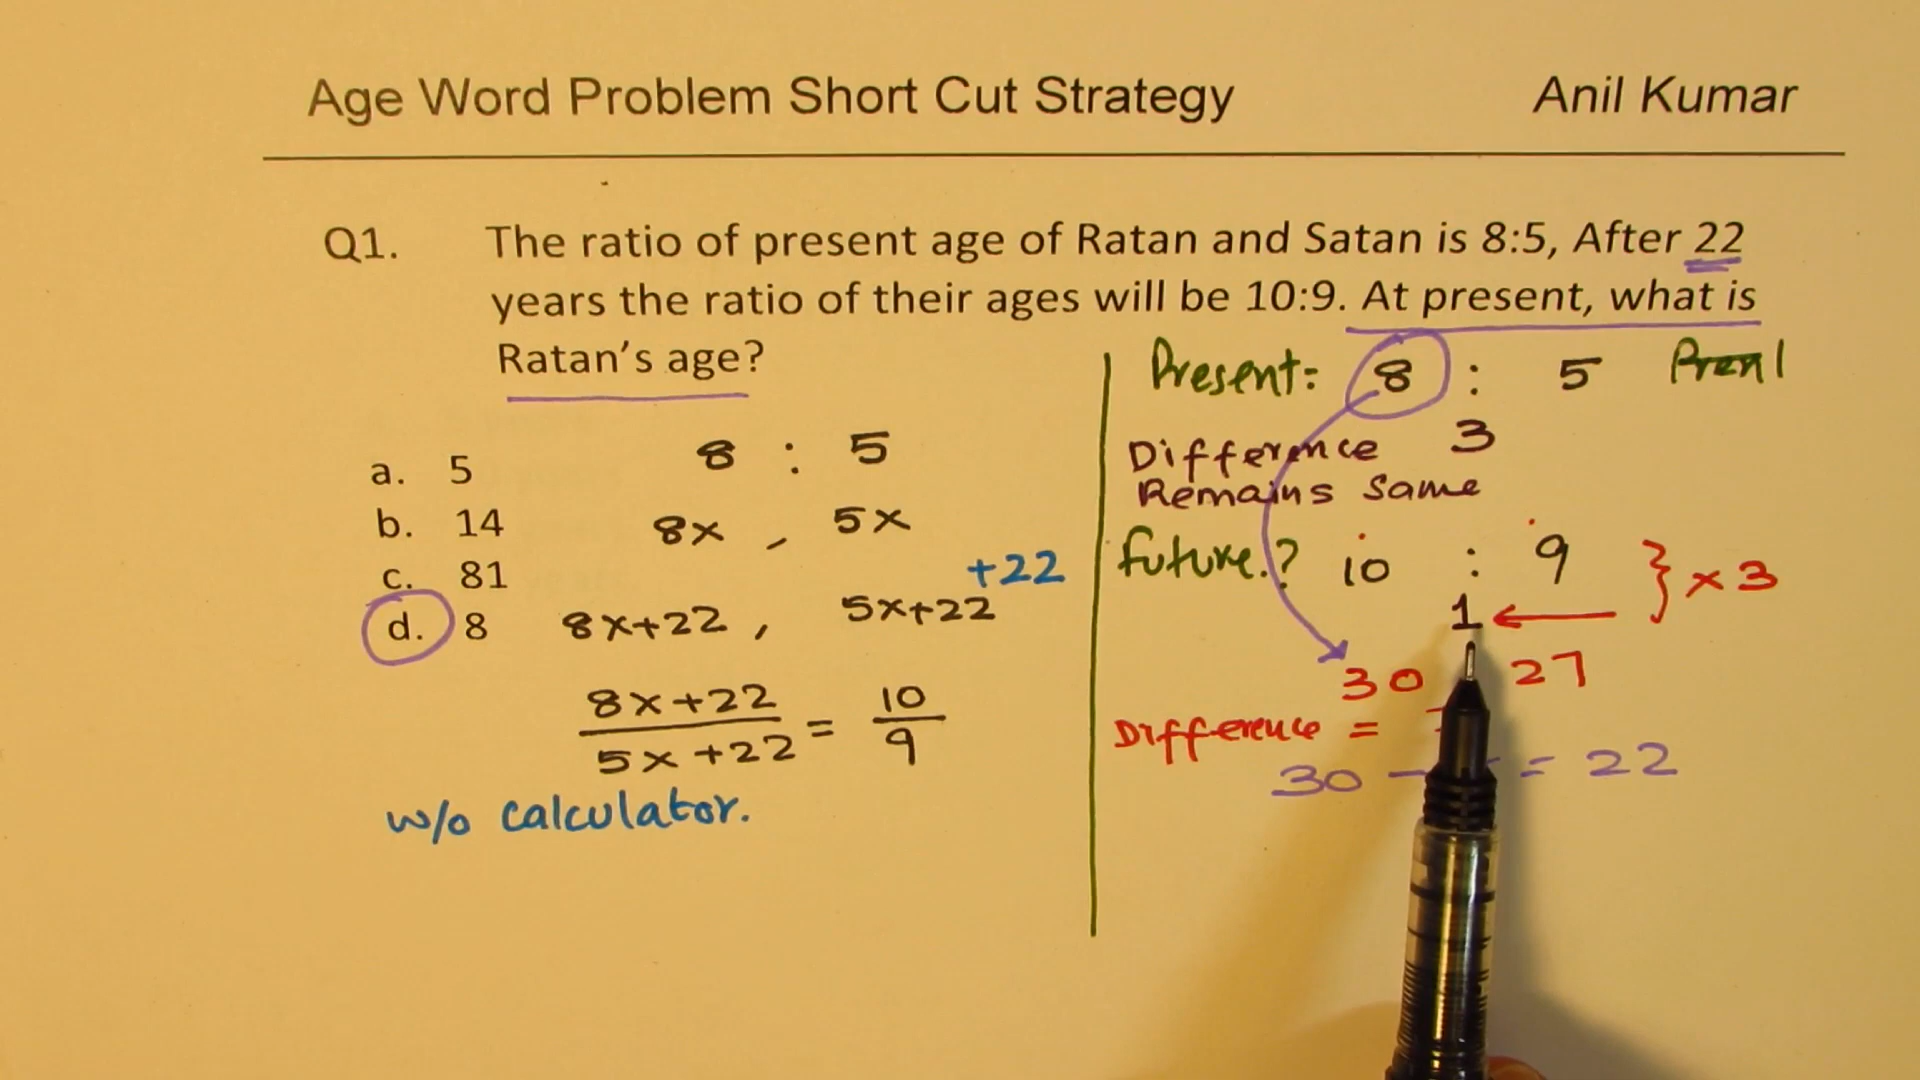 Age Word Problem Short Cut Strategy Anil Kumar
Q1. The ratio of present age of Ratan and Satan is 8:5, After 22
years the ratio of their ages will be 10:9. At present, what is
Ratan's age?
a. 5
b. 14
c. 81
d. 8
8 : 5
8x , 5x
+22
8x+22 , 5x+22
8x+22 / 5x+22 = 10 / 9
w/o calculator.
Present: 8 : 5
Difference 3
Remains same
future.? 10 : 9 } x 3
1
30 27
Difference =
30 - = 22